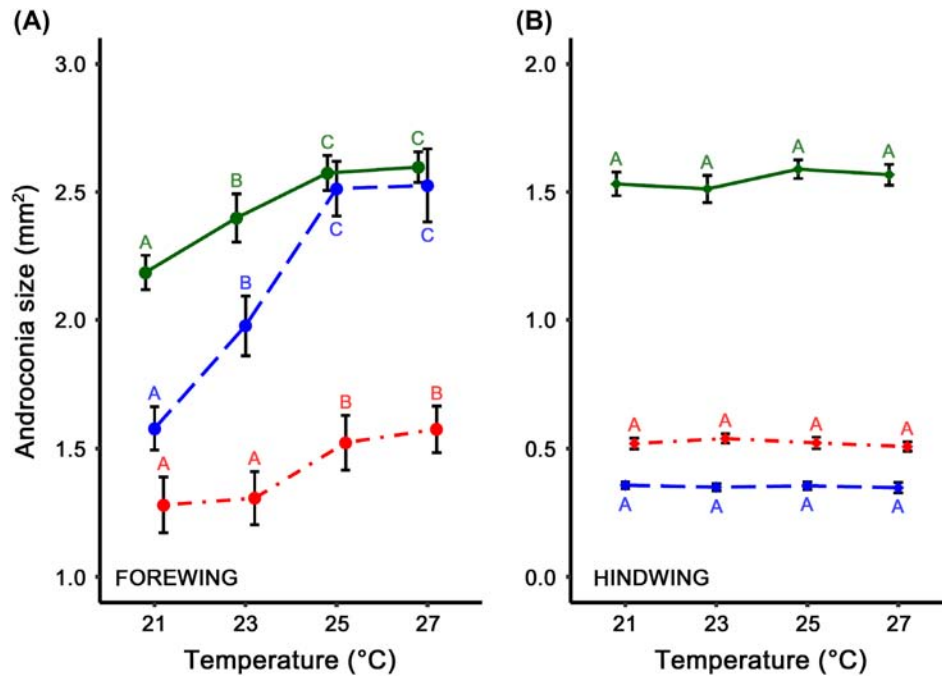 (A)
Androconia size (mm²)
3.0
2.5
2.0
1.5
1.0
A
B
C
C
A
B
C
C
A
A
B
B
FOREWING
21
23
25
27
Temperature (°C)
(B)
2.0
1.5
1.0
0.5
0.0
A
A
A
A
A
A
A
A
A
A
A
A
HINDWING
21
23
25
27
Temperature (°C)